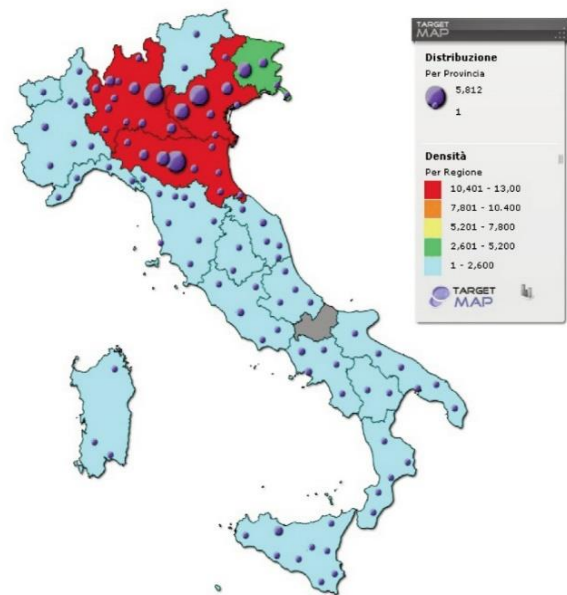 TARGET
MAP
Distribuzione
Per Provincia
5,812
1
Densità
Per Regione
10,401 - 13,00
7,801 - 10.400
5,201 - 7,800
2,601 - 5,200
1 - 2,600
TARGET
MAP